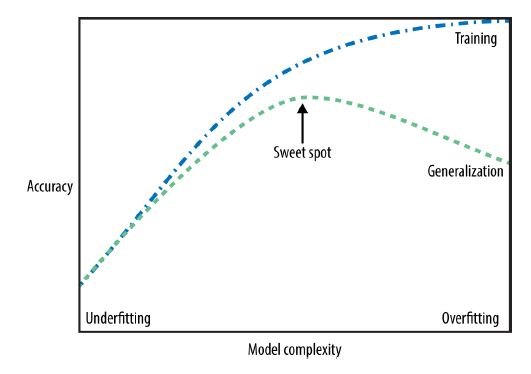 Training
Sweet spot
Generalization
Accuracy
Underfitting
Overfitting
Model complexity